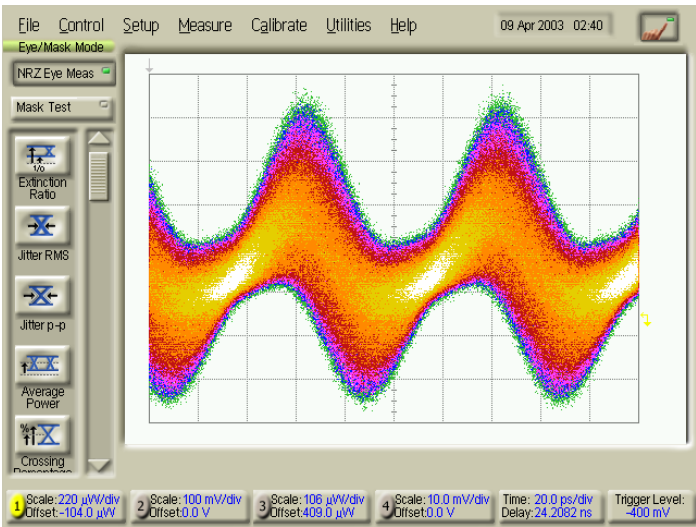 File Control Setup Measure Calibrate Utilities Help 09 Apr 2003 02:40
Eye/Mask Mode
NRZ Eye Meas
Mask Test
1/0
Extinction
Ratio
Jitter RMS
Jitter p-p
Average
Power
%
Crossing
Percentage
1 Scale: 220 µW/div
Offset:-104.0 µW
2 Scale: 100 mV/div
Offset:0.0 V
3 Scale: 106 µW/div
Offset:409.0 µW
4 Scale: 10.0 mV/div
Offset:0.0 V
Time: 20.0 ps/div
Delay:24.2082 ns
Trigger Level:
-400 mV